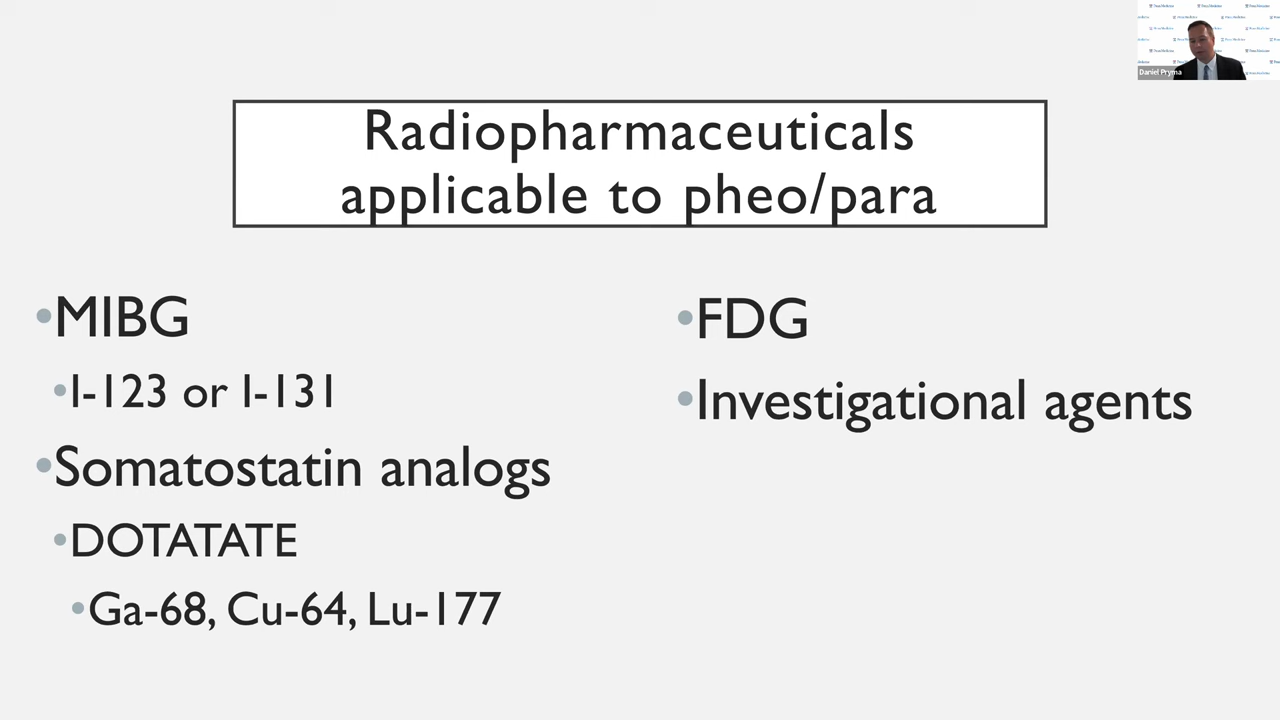 Daniel Pryma
Radiopharmaceuticals
applicable to pheo/para
•MIBG
•I-123 or I-131
•Somatostatin analogs
•DOTATATE
•Ga-68, Cu-64, Lu-177
•FDG
•Investigational agents